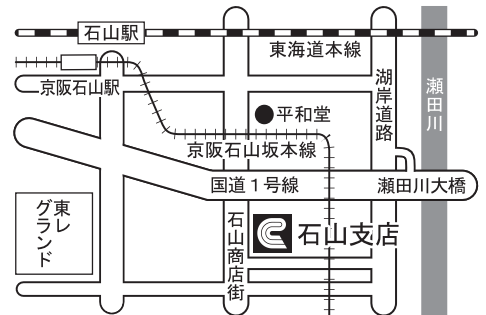 石山駅
東海道本線
京阪石山駅
湖岸道路
瀬田川
平和堂
京阪石山坂本線
国道1号線
瀬田川大橋
東レ
グランド
石山商店街
石山支店